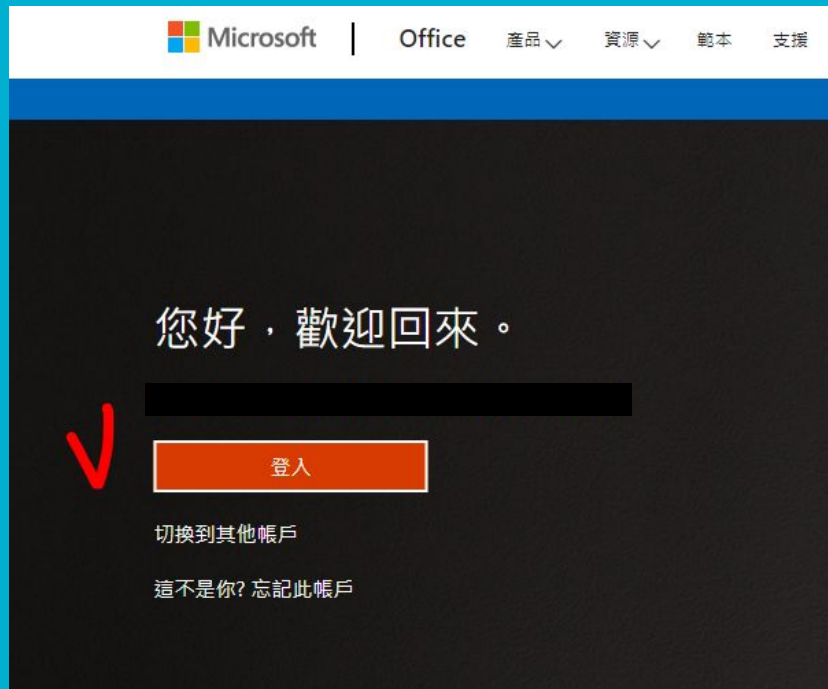 Microsoft | Office 產品 資源 範本 支援
您好，歡迎回來。
登入
切換到其他帳戶
這不是你? 忘記此帳戶